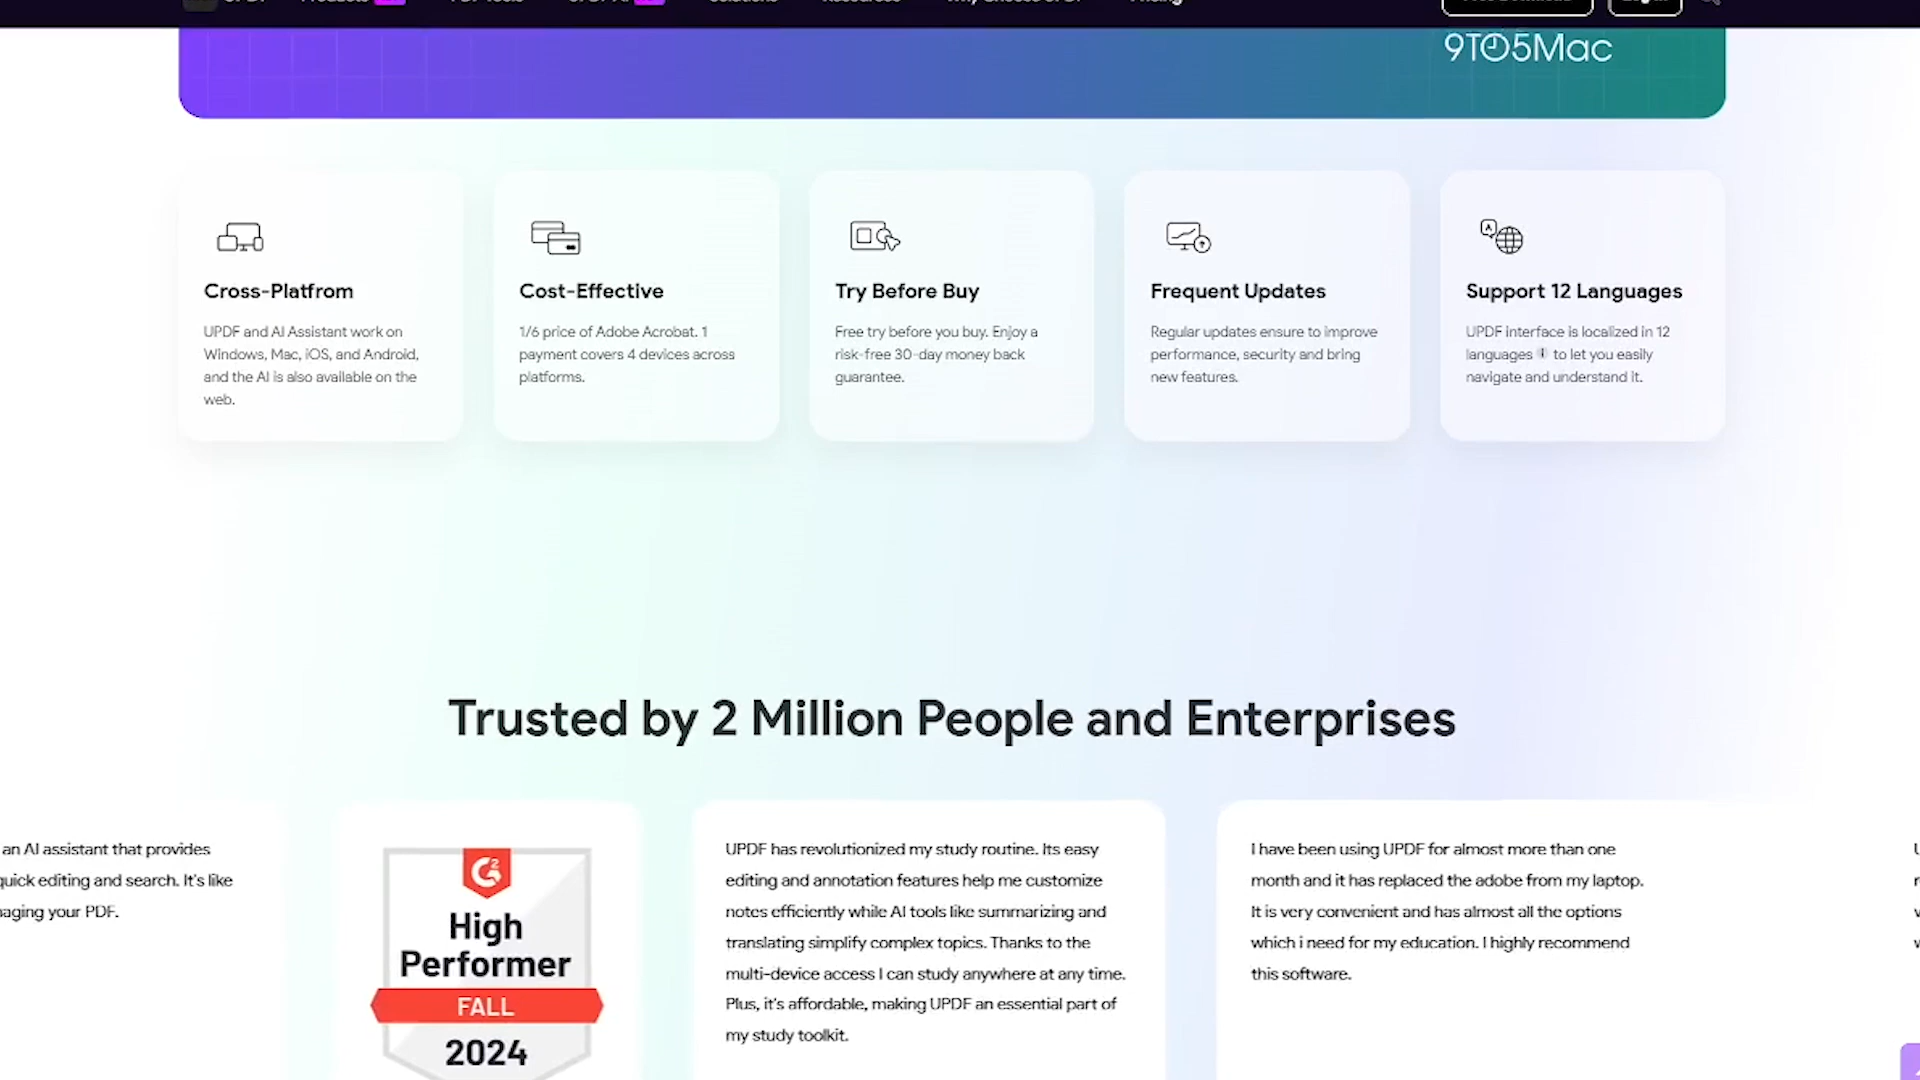 9TO5Mac
Cross-Platfrom
UPDF and AI Assistant work on
Windows, Mac, iOS, and Android,
and the AI is also available on the
web.
Cost-Effective
1/6 price of Adobe Acrobat. 1
payment covers 4 devices across
platforms.
Try Before Buy
Free try before you buy. Enjoy a
risk-free 30-day money back
guarantee.
Frequent Updates
Regular updates ensure to improve
performance, security and bring
new features.
Support 12 Languages
UPDF interface is localized in 12
languages to let you easily
navigate and understand it.
Trusted by 2 Million People and Enterprises
an AI assistant that provides
quick editing and search. It's like
your PDF.
G2
High
Performer
FALL
2024
UPDF has revolutionized my study routine. Its easy
editing and annotation features help me customize
notes efficiently while AI tools like summarizing and
translating simplify complex topics. Thanks to the
multi-device access I can study anywhere at any time.
Plus, it's affordable, making UPDF an essential part of
my study toolkit.
I have been using UPDF for almost more than one
month and it has replaced the adobe from my laptop.
It is very convenient and has almost all the options
which i need for my education. I highly recommend
this software.